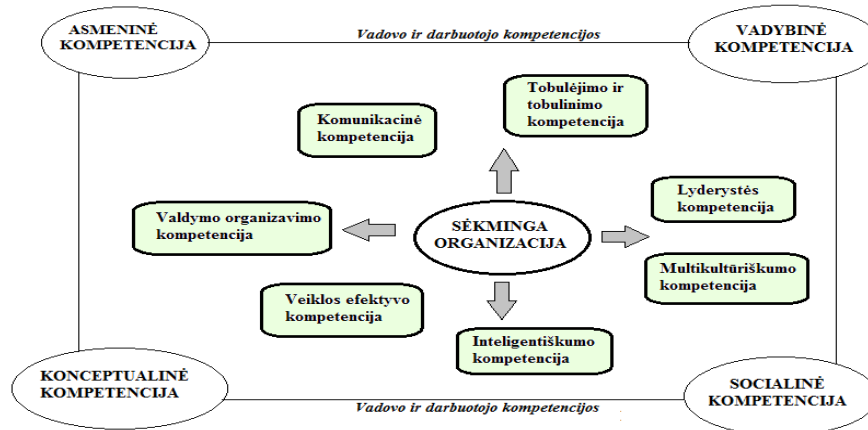 ASMENINĖ
KOMPETENCIJA
Vadovo ir darbuotojo kompetencijos
VADYBINĖ
KOMPETENCIJA
Tobulėjimo ir
tobulinimo
kompetencija
Komunikacinė
kompetencija
Lyderystės
kompetencija
Valdymo organizavimo
kompetencija
SĖKMINGA
ORGANIZACIJA
Multikultūriškumo
kompetencija
Veiklos efektyvo
kompetencija
Inteligentiškumo
kompetencija
KONCEPTUALINĖ
KOMPETENCIJA
Vadovo ir darbuotojo kompetencijos
SOCIALINĖ
KOMPETENCIJA